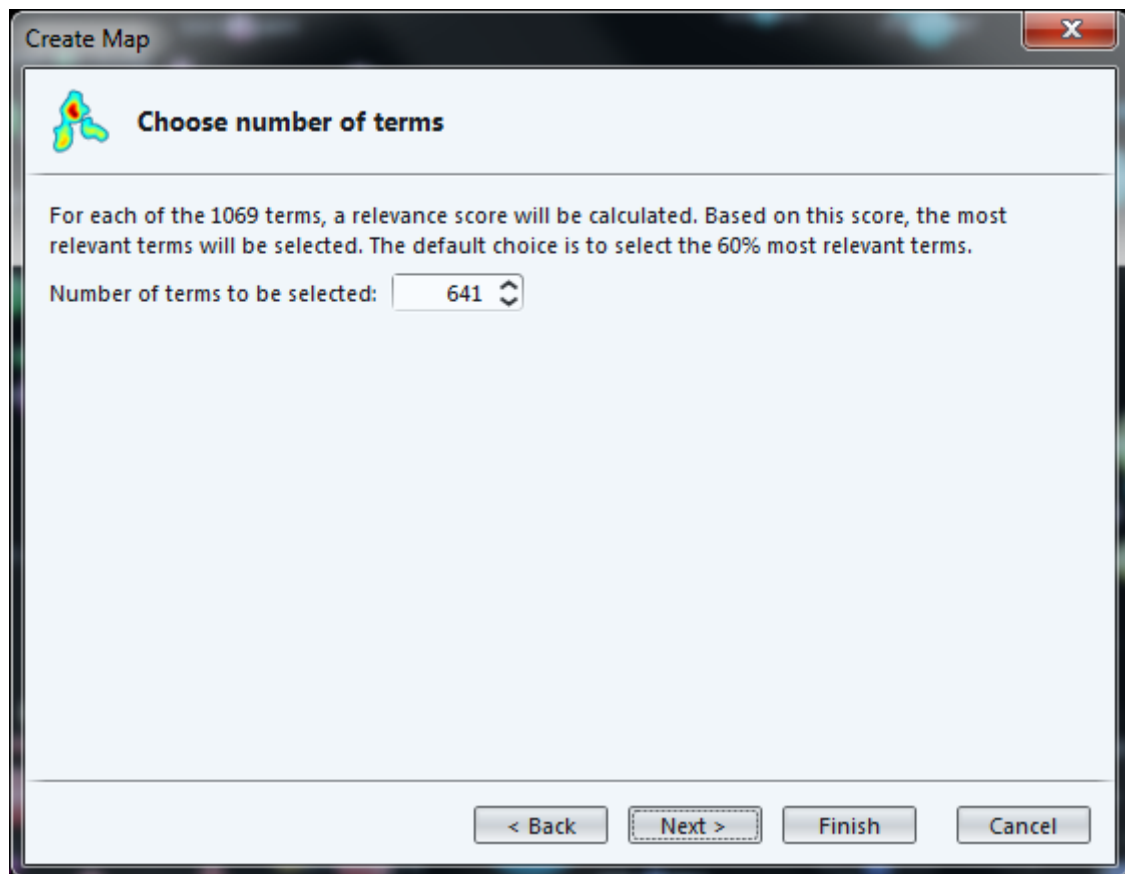 Create Map
Choose number of terms
For each of the 1069 terms, a relevance score will be calculated. Based on this score, the most
relevant terms will be selected. The default choice is to select the 60% most relevant terms.
Number of terms to be selected: 641
< Back Next > Finish Cancel